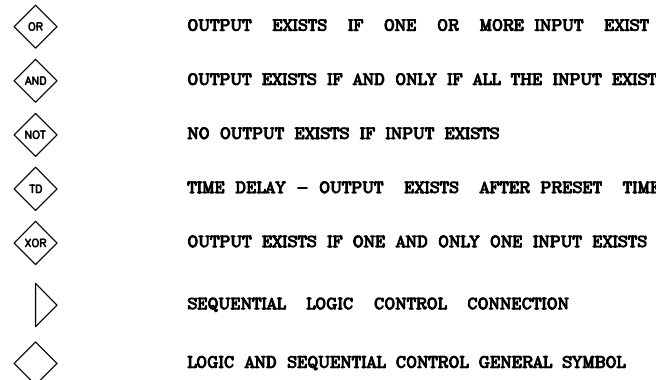 OR OUTPUT EXISTS IF ONE OR MORE INPUT EXIST
AND OUTPUT EXISTS IF AND ONLY IF ALL THE INPUT EXIST
NOT NO OUTPUT EXISTS IF INPUT EXISTS
TD TIME DELAY – OUTPUT EXISTS AFTER PRESET TIME
XOR OUTPUT EXISTS IF ONE AND ONLY ONE INPUT EXISTS
SEQUENTIAL LOGIC CONTROL CONNECTION
LOGIC AND SEQUENTIAL CONTROL GENERAL SYMBOL